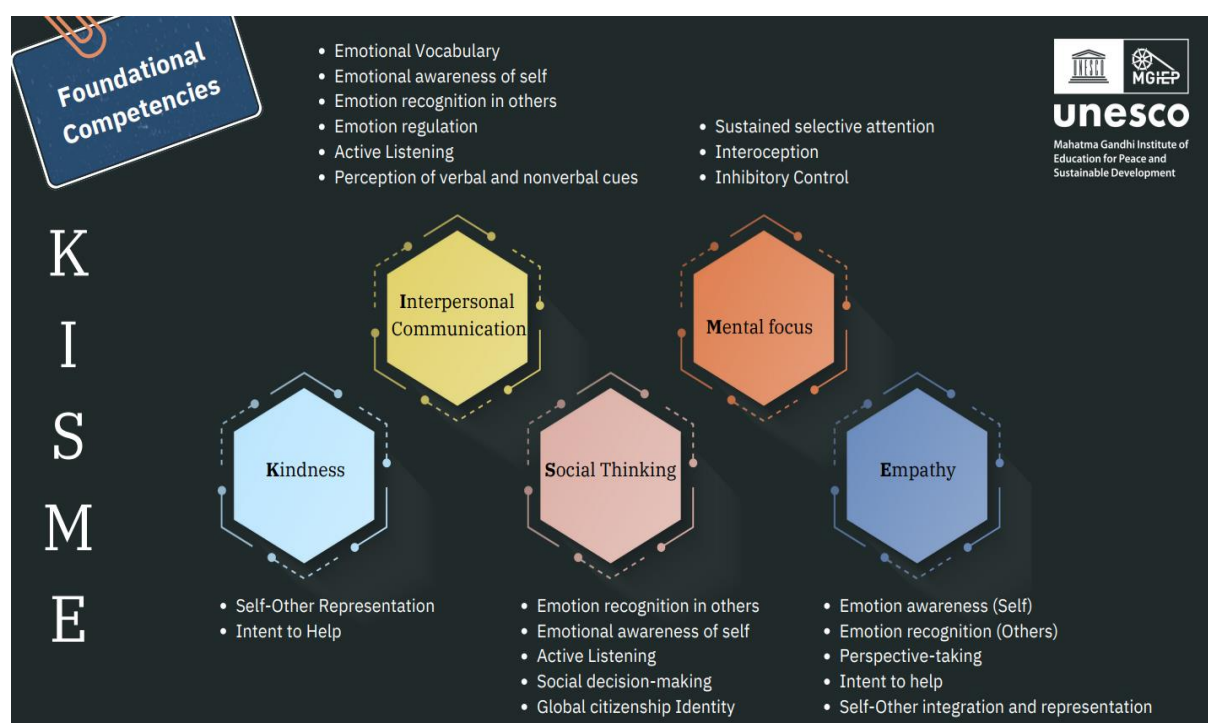 Foundational
Competencies
• Emotional Vocabulary
• Emotional awareness of self
• Emotion recognition in others
• Emotion regulation
• Active Listening
• Perception of verbal and nonverbal cues
• Sustained selective attention
• Interoception
• Inhibitory Control
UNESCO
MGIEP
unesco
Mahatma Gandhi Institute of
Education for Peace and
Sustainable Development
K
I
S
M
E
Interpersonal
Communication
Mental focus
Kindness
Social Thinking
Empathy
• Self-Other Representation
• Intent to Help
• Emotion recognition in others
• Emotional awareness of self
• Active Listening
• Social decision-making
• Global citizenship Identity
• Emotion awareness (Self)
• Emotion recognition (Others)
• Perspective-taking
• Intent to help
• Self-Other integration and representation